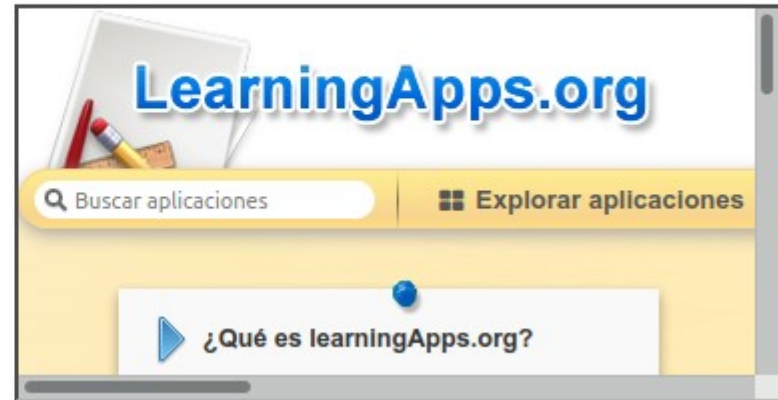 LearningApps.org
Buscar aplicaciones
Explorar aplicaciones
¿Qué es learningApps.org?